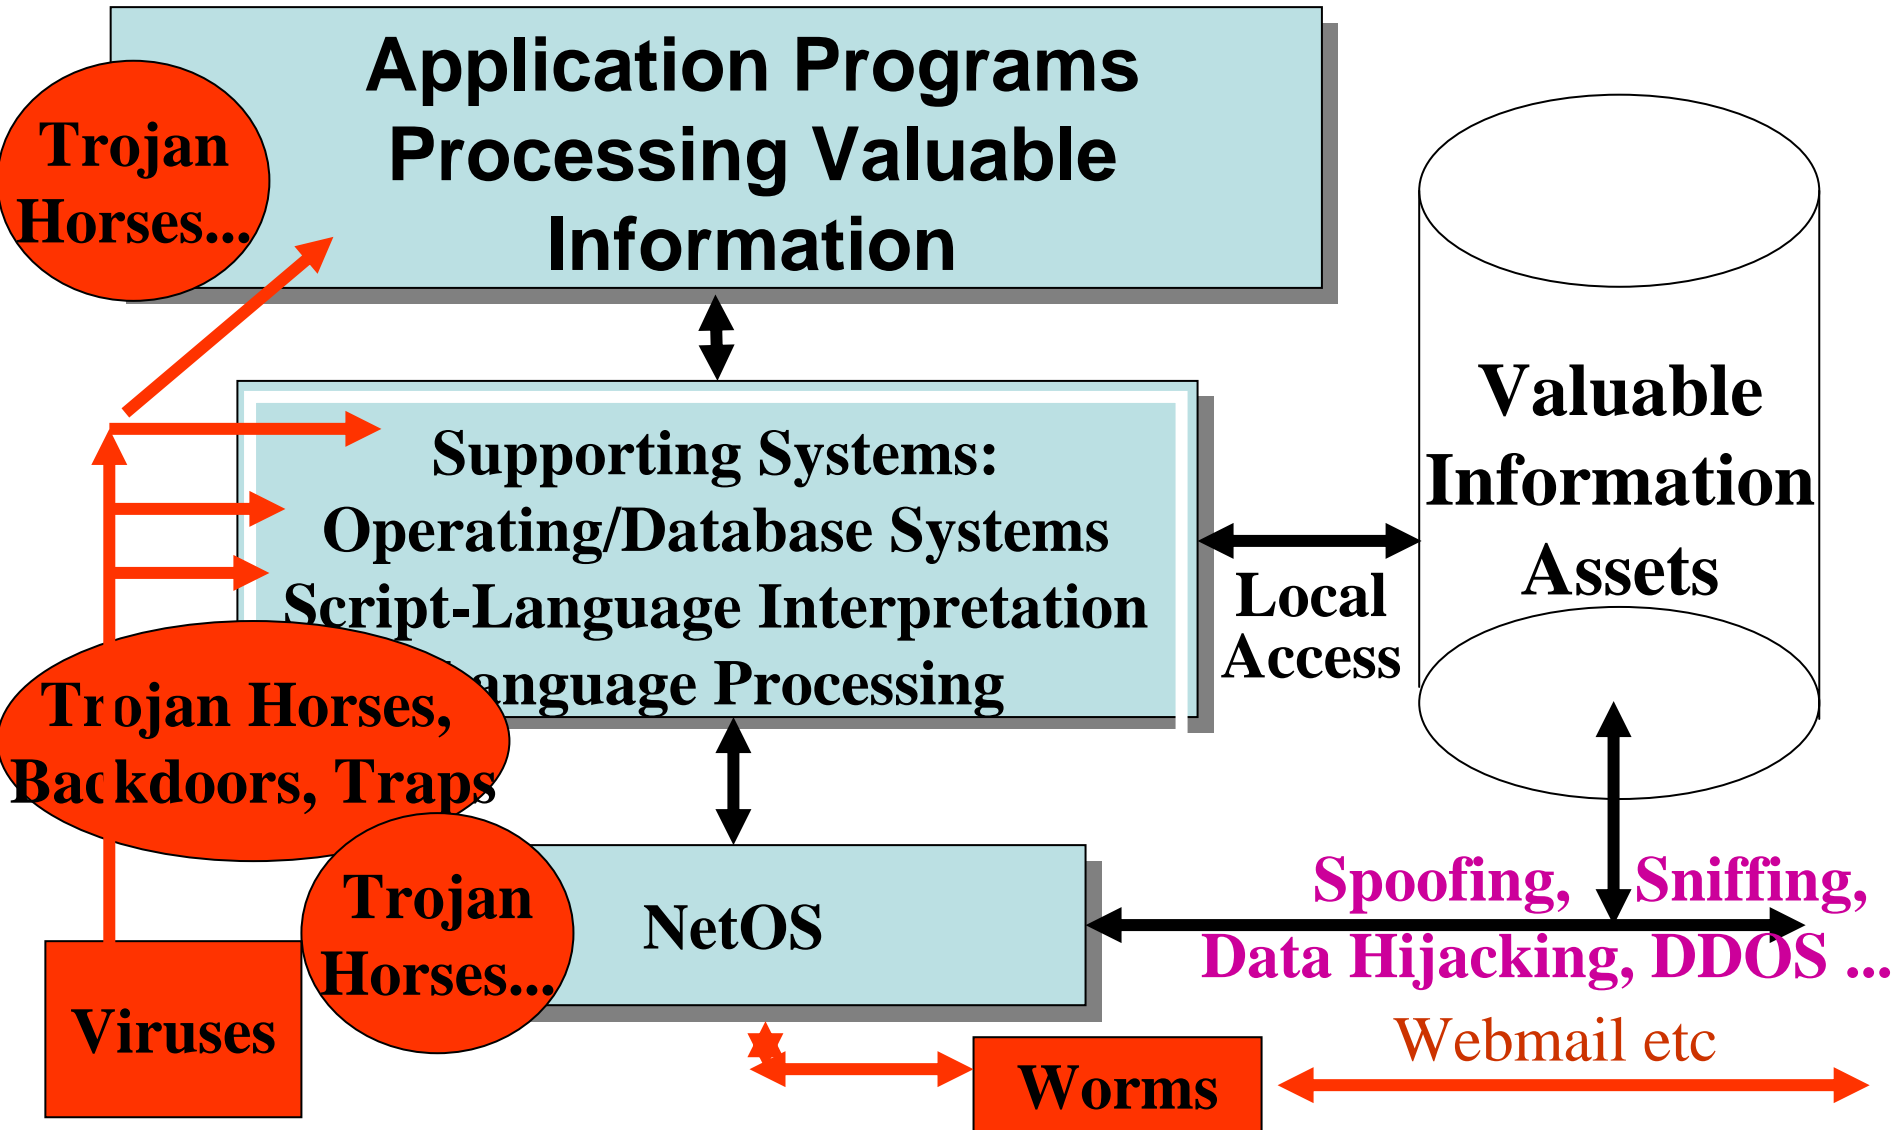 Application Programs
Processing Valuable
Information
Trojan
Horses...
Supporting Systems:
Operating/Database Systems
Script-Language Interpretation
anguage Processing
Valuable
Information
Assets
Local
Access
Trojan Horses,
Backdoors, Traps
Trojan
Horses...
NetOS
Spoofing, Sniffing,
Data Hijacking, DDOS ...
Viruses
Webmail etc
Worms